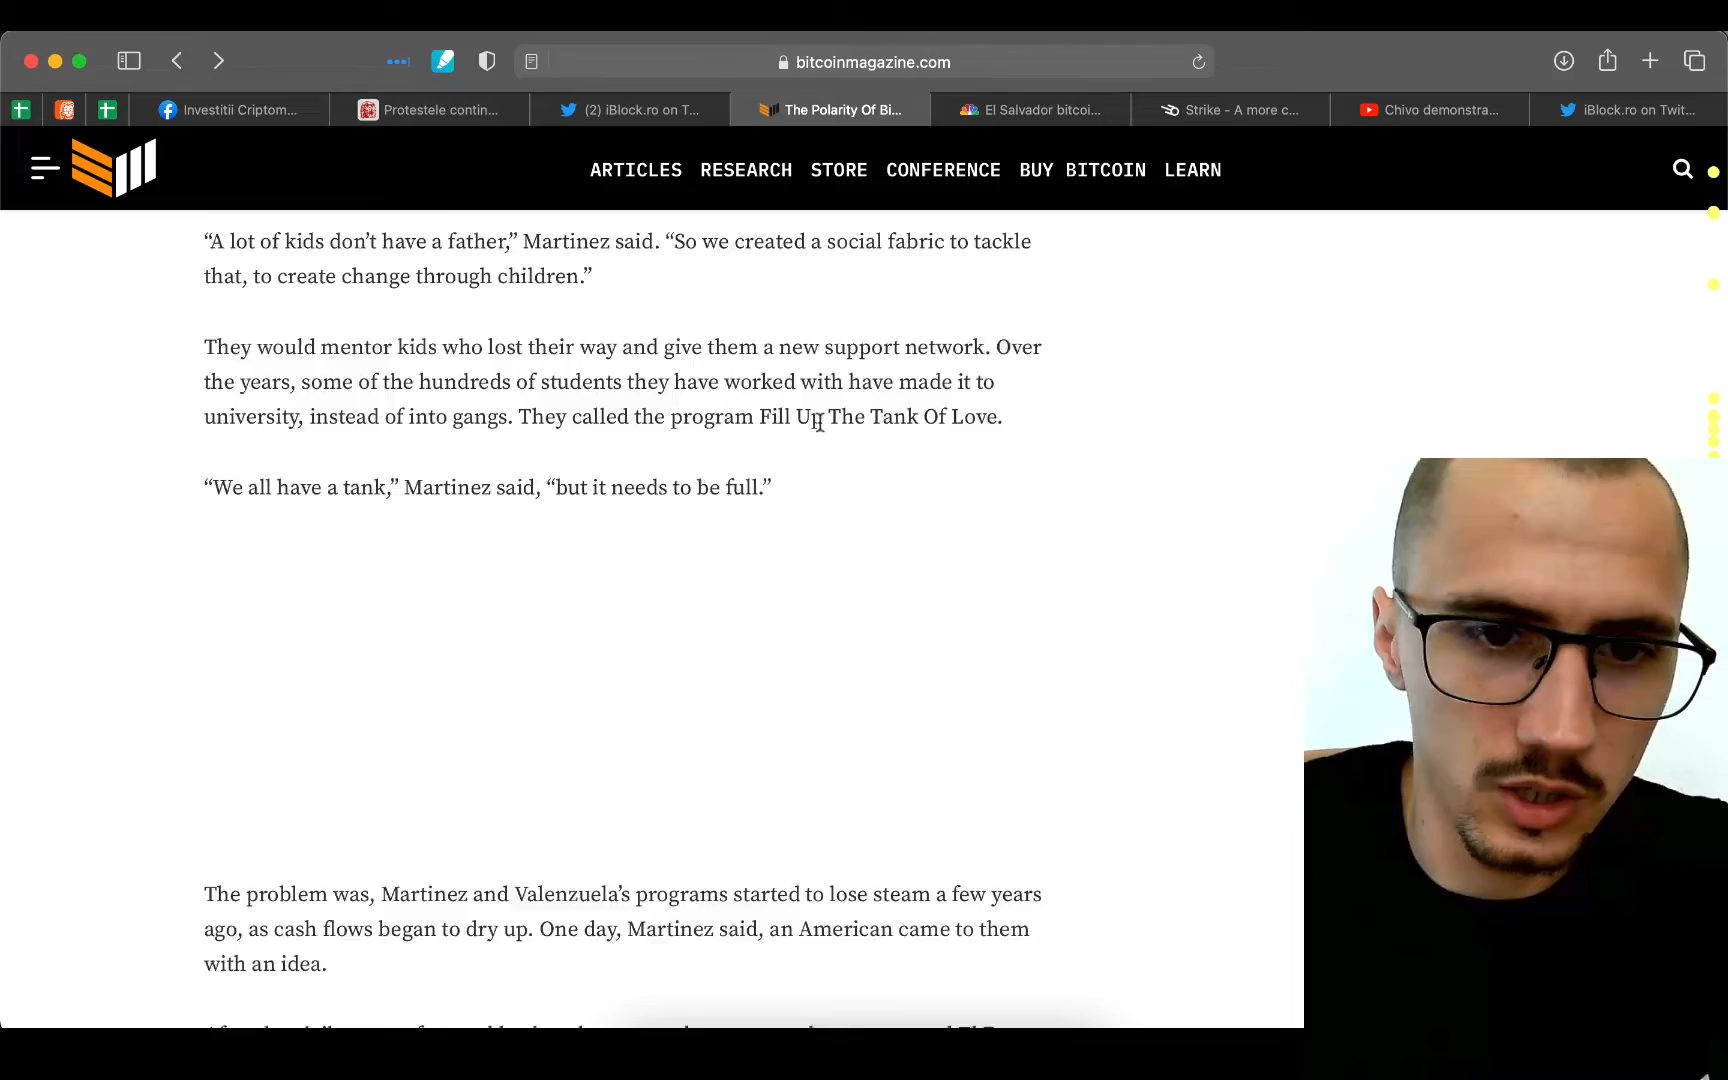 bitcoinmagazine.com
Investitii Criptom...
Protestele contin...
(2) iBlock.ro on T...
The Polarity Of Bi...
El Salvador bitcoi...
Strike - A more c...
Chivo demonstra...
iBlock.ro on Twit...
ARTICLES RESEARCH STORE CONFERENCE BUY BITCOIN LEARN
“A lot of kids don’t have a father,” Martinez said. “So we created a social fabric to tackle
that, to create change through children.”
They would mentor kids who lost their way and give them a new support network. Over
the years, some of the hundreds of students they have worked with have made it to
university, instead of into gangs. They called the program Fill Up The Tank Of Love.
“We all have a tank,” Martinez said, “but it needs to be full.”
The problem was, Martinez and Valenzuela’s programs started to lose steam a few years
ago, as cash flows began to dry up. One day, Martinez said, an American came to them
with an idea.